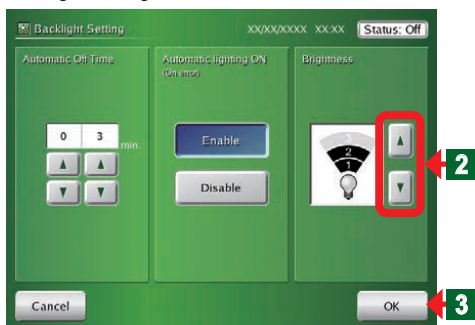 Backlight Setting
XX/XX/XXXX XX:XX
Status: Off
Automatic Off Time
0 3 min.
Automatic lighting ON
(On error)
Enable
Disable
Brightness
3
2
1
2
Cancel
OK
3